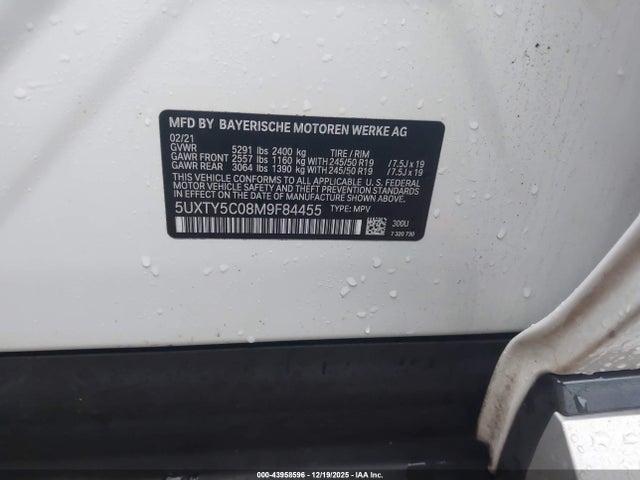 MFD BY BAYERISCHE MOTOREN WERKE AG
02/21
GVWR 5291 lbs 2400 kg TIRE / RIM
GAWR FRONT 2557 lbs 1160 kg WITH 245/50 R19 / 7.5J x 19
GAWR REAR 3064 lbs 1390 kg WITH 245/50 R19 / 7.5J x 19
THIS VEHICLE CONFORMS TO ALL APPLICABLE U. S. FEDERAL
MOTOR VEHICLE SAFETY AND THEFT PREVENTION STANDARDS
IN EFFECT ON THE DATE OF MANUFACTURE SHOWN ABOVE.
5UXTY5C08M9F84455 TYPE: MPV
300U
7 320 730
000-43958596 - 12/19/2025 - IAA Inc.